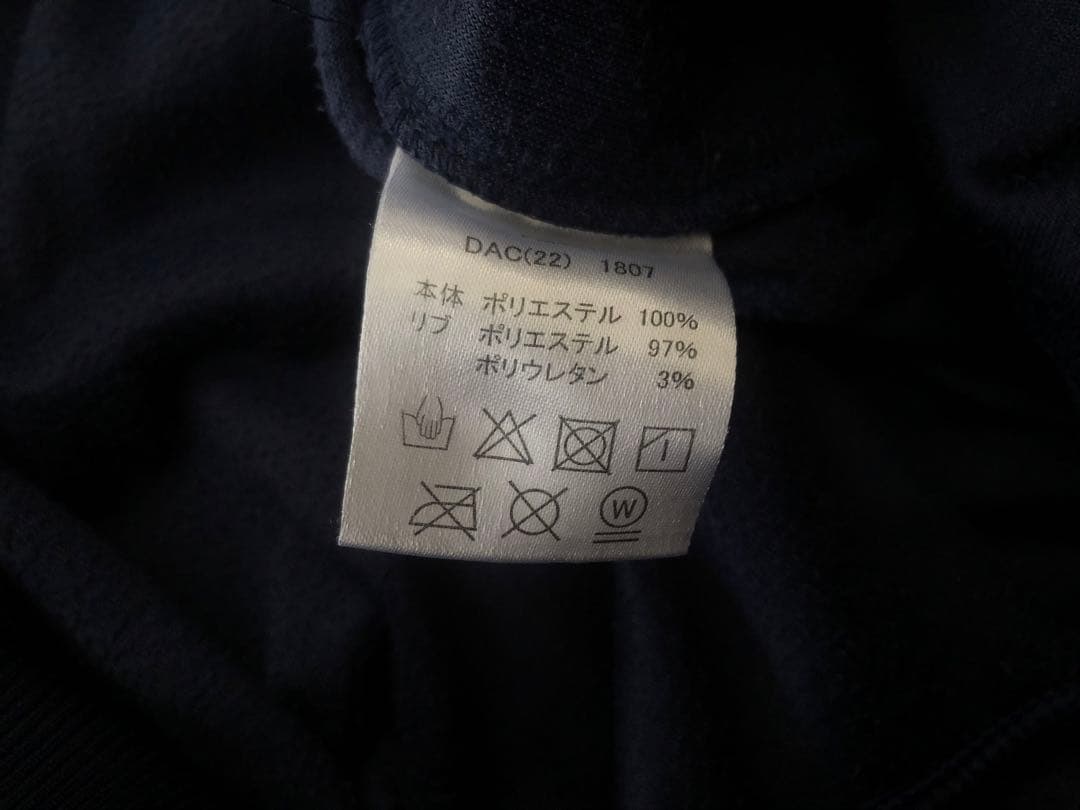 DAC(22) 1807
本体 ポリエステル 100%
リブ ポリエステル 97%
ポリウレタン 3%
W